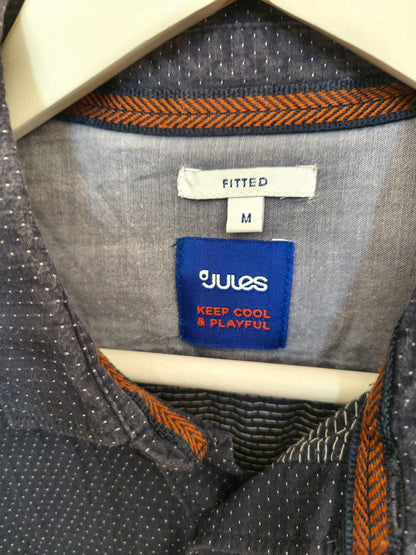 FITTED
M
JULES
KEEP COOL
& PLAYFUL